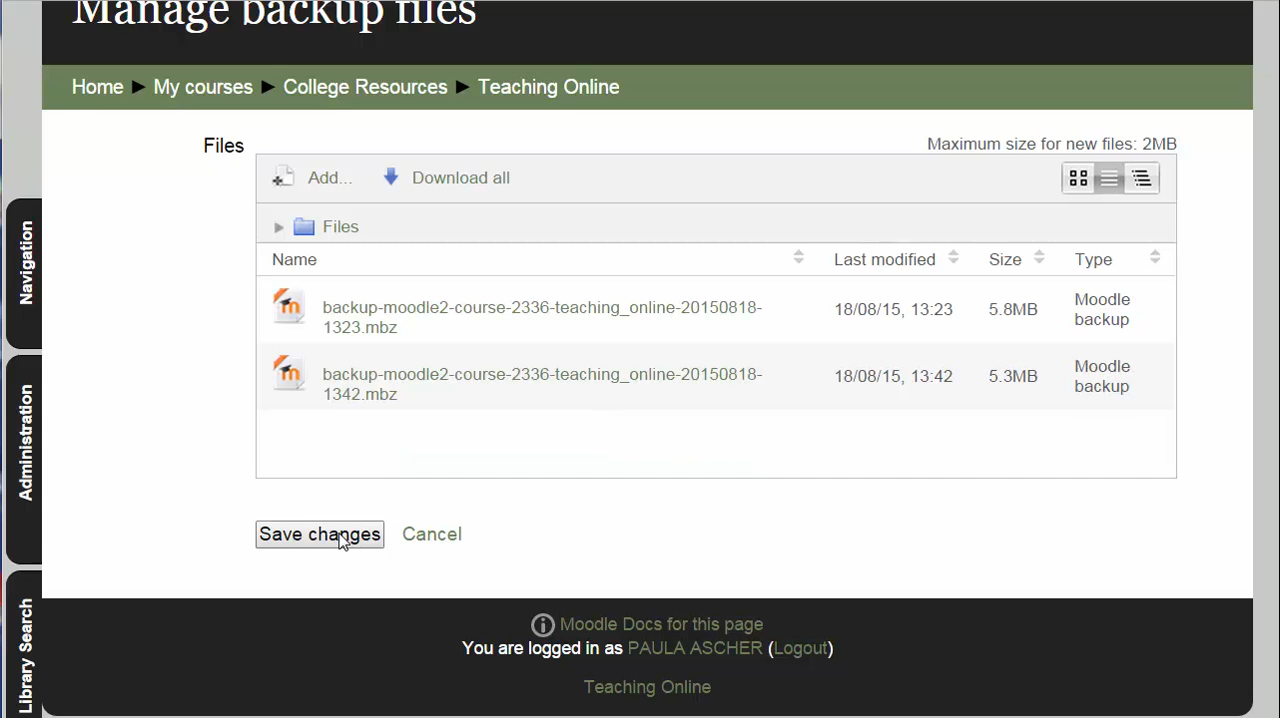 Manage backup files
Home ► My courses ► College Resources ► Teaching Online
Files
Maximum size for new files: 2MB
Add...
Download all
Files
Name
Last modified
Size
Type
backup-moodle2-course-2336-teaching_online-20150818-
1323.mbz
18/08/15, 13:23
5.8MB
Moodle
backup
backup-moodle2-course-2336-teaching_online-20150818-
1342.mbz
18/08/15, 13:42
5.3MB
Moodle
backup
Save changes
Cancel
Navigation
Administration
Library Search
Moodle Docs for this page
You are logged in as PAULA ASCHER (Logout)
Teaching Online